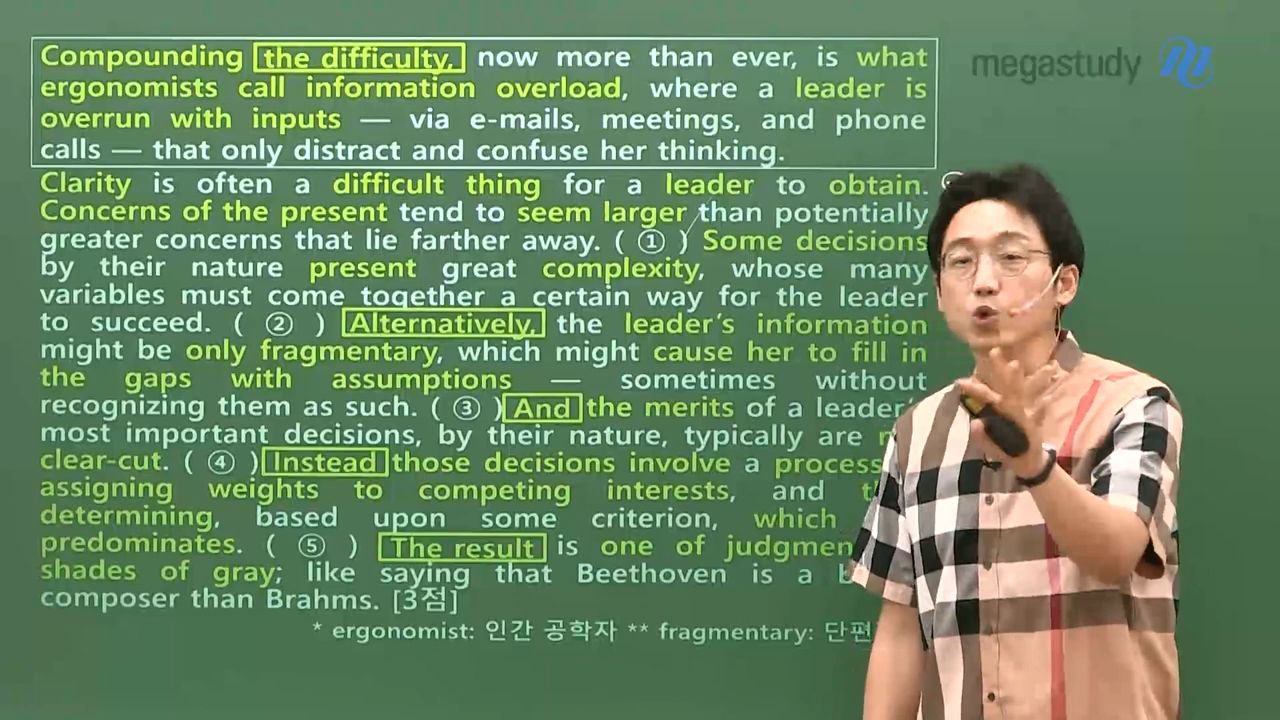 Compounding the difficulty, now more than ever, is what
ergonomists call information overload, where a leader is
overrun with inputs — via e-mails, meetings, and phone
calls — that only distract and confuse her thinking.
megastudy
Clarity is often a difficult thing for a leader to obtain.
Concerns of the present tend to seem larger than potentially
greater concerns that lie farther away. ( ① ) Some decisions
by their nature present great complexity, whose many
variables must come together a certain way for the leader
to succeed. ( ② ) Alternatively, the leader's information
might be only fragmentary, which might cause her to fill in
the gaps with assumptions — sometimes without
recognizing them as such. ( ③ ) And the merits of a leader's
most important decisions, by their nature, typically are
clear-cut. ( ④ ) Instead those decisions involve a process
assigning weights to competing interests, and
determining, based upon some criterion, which
predominates. ( ⑤ ) The result is one of judgment
shades of gray; like saying that Beethoven is a
composer than Brahms. [3점]
* ergonomist: 인간 공학자 ** fragmentary: 단편